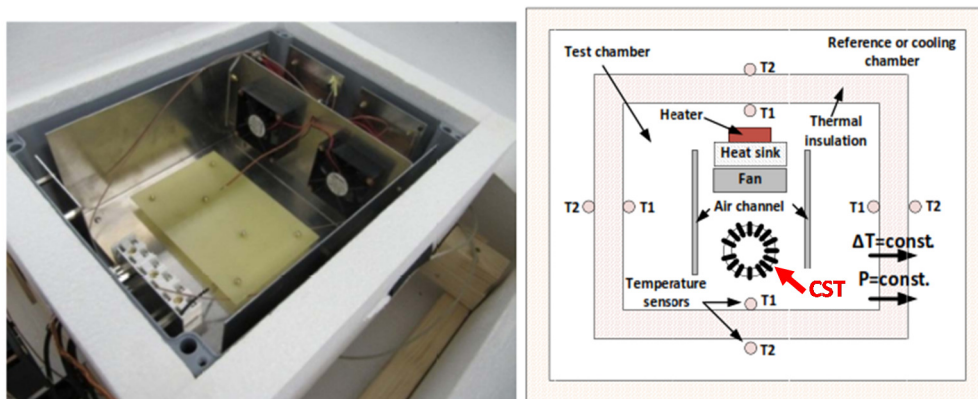 Test chamber
Reference or cooling
chamber
T2
T1
Heater
Thermal
insulation
Heat sink
Fan
T2
T1
Air channel
T1
T2
ΔT=const.
P=const.
Temperature
sensors
CST
T1
T2